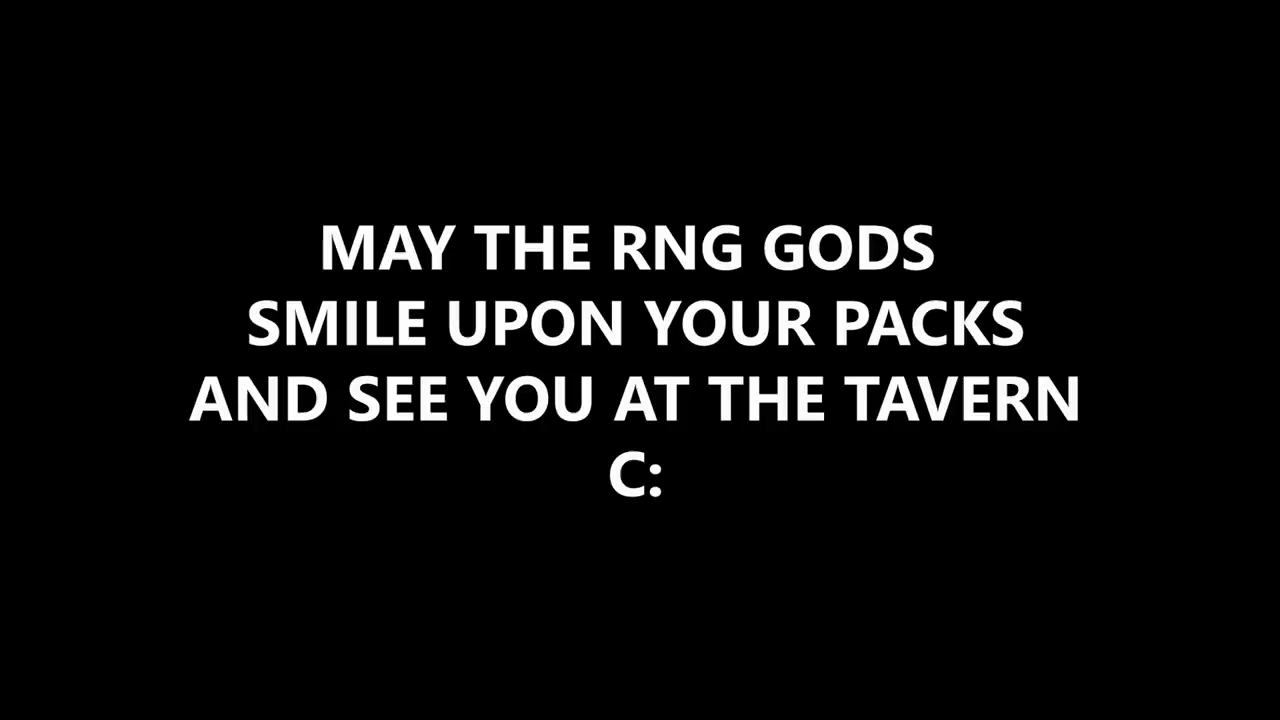 MAY THE RNG GODS
SMILE UPON YOUR PACKS
AND SEE YOU AT THE TAVERN
C: